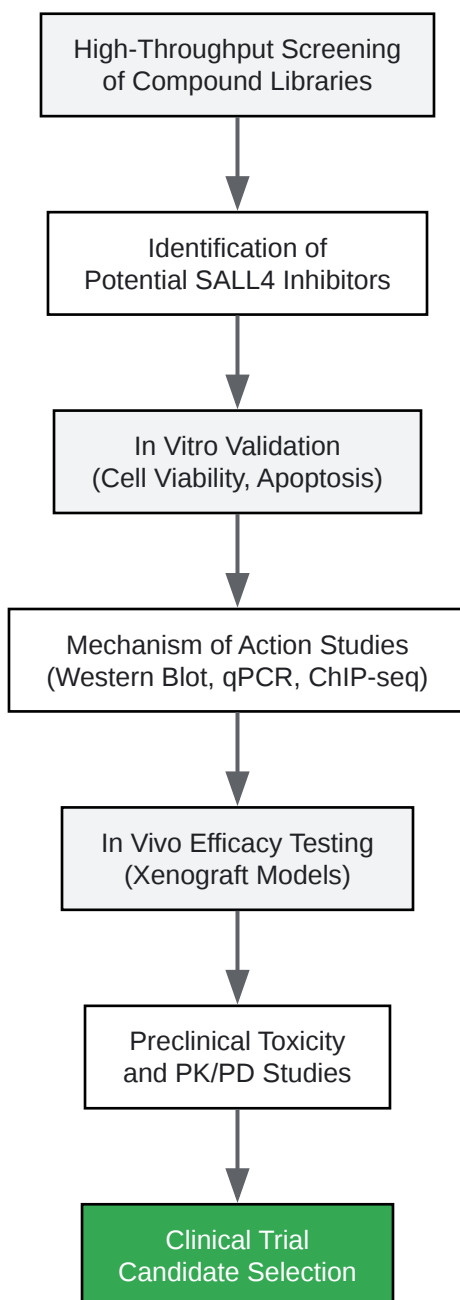 High-Throughput Screening
of Compound Libraries
Identification of
Potential SALL4 Inhibitors
In Vitro Validation
(Cell Viability, Apoptosis)
Mechanism of Action Studies
(Western Blot, qPCR, ChIP-seq)
In Vivo Efficacy Testing
(Xenograft Models)
Preclinical Toxicity
and PK/PD Studies
Clinical Trial
Candidate Selection